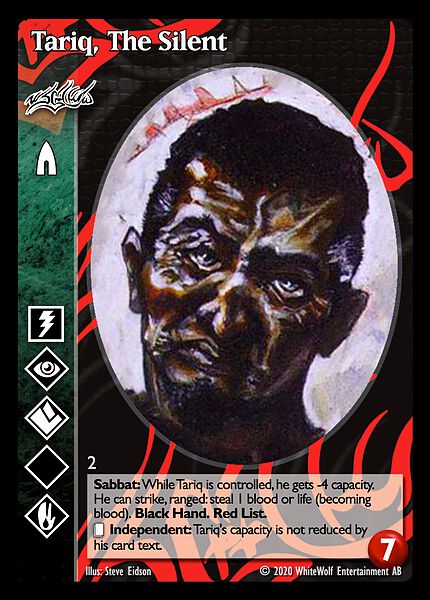 Tariq, The Silent
2
Sabbat: While Tariq is controlled, he gets -4 capacity.
He can strike, ranged: steal 1 blood or life (becoming
blood). Black Hand. Red List.
Independent: Tariq's capacity is not reduced by
his card text.
7
Illus: Steve Eidson © 2020 WhiteWolf Entertainment AB